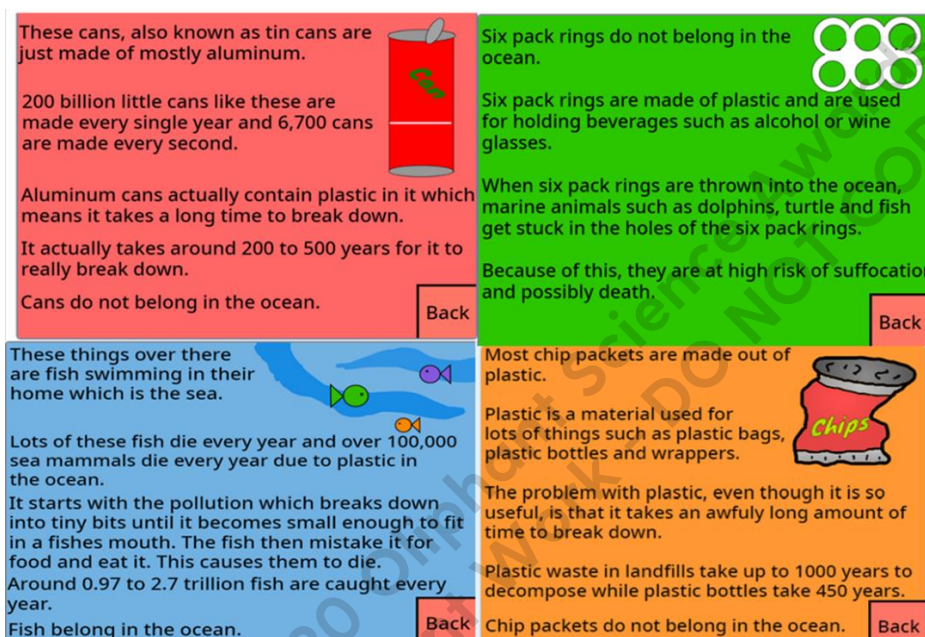 These cans, also known as tin cans are
just made of mostly aluminum.
200 billion little cans like these are
made every single year and 6,700 cans
are made every second.
Aluminum cans actually contain plastic in it which
means it takes a long time to break down.
It actually takes around 200 to 500 years for it to
really break down.
Cans do not belong in the ocean.
Can
Back
Six pack rings do not belong in the
ocean.
Six pack rings are made of plastic and are used
for holding beverages such as alcohol or wine
glasses.
When six pack rings are thrown into the ocean,
marine animals such as dolphins, turtle and fish
get stuck in the holes of the six pack rings.
Because of this, they are at high risk of suffocation
and possibly death.
Back
These things over there
are fish swimming in their
home which is the sea.
Lots of these fish die every year and over 100,000
sea mammals die every year due to plastic in
the ocean.
It starts with the pollution which breaks down
into tiny bits until it becomes small enough to fit
in a fishes mouth. The fish then mistake it for
food and eat it. This causes them to die.
Around 0.97 to 2.7 trillion fish are caught every
year.
Fish belong in the ocean.
Back
Most chip packets are made out of
plastic.
Plastic is a material used for
lots of things such as plastic bags,
plastic bottles and wrappers.
The problem with plastic, even though it is so
useful, is that it takes an awfuly long amount of
time to break down.
Plastic waste in landfills take up to 1000 years to
decompose while plastic bottles take 450 years.
Chip packets do not belong in the ocean.
Chips
Back
Oliphant Science Awards
Work - DO NOT